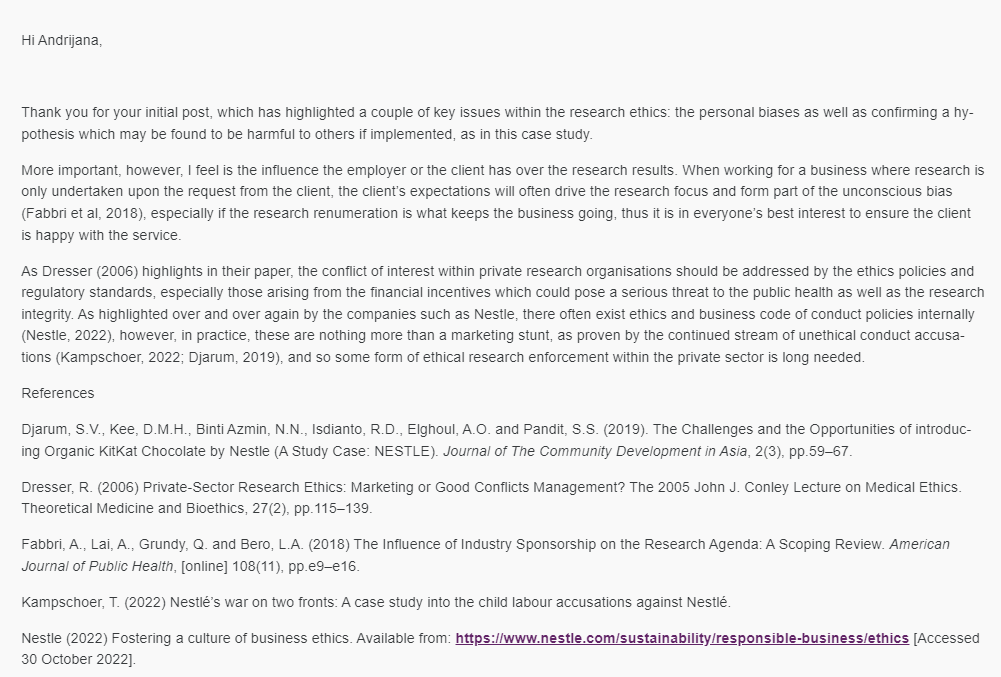 Hi Andrijana,
Thank you for your initial post, which has highlighted a couple of key issues within the research ethics: the personal biases as well as confirming a hy-
pothesis which may be found to be harmful to others if implemented, as in this case study.
More important, however, I feel is the influence the employer or the client has over the research results. When working for a business where research is
only undertaken upon the request from the client, the client's expectations will often drive the research focus and form part of the unconscious bias
(Fabbri et al, 2018), especially if the research renumeration is what keeps the business going, thus it is in everyone's best interest to ensure the client
is happy with the service.
As Dresser (2006) highlights in their paper, the conflict of interest within private research organisations should be addressed by the ethics policies and
regulatory standards, especially those arising from the financial incentives which could pose a serious threat to the public health as well as the research
integrity. As highlighted over and over again by the companies such as Nestle, there often exist ethics and business code of conduct policies internally
(Nestle, 2022), however, in practice, these are nothing more than a marketing stunt, as proven by the continued stream of unethical conduct accusa-
tions (Kampschoer, 2022; Djarum, 2019), and so some form of ethical research enforcement within the private sector is long needed.
References
Djarum, S.V., Kee, D.M.H., Binti Azmin, N.N., Isdianto, R.D., Elghoul, A.O. and Pandit, S.S. (2019). The Challenges and the Opportunities of introduc-
ing Organic KitKat Chocolate by Nestle (A Study Case: NESTLE). Journal of The Community Development in Asia, 2(3), pp.59–67.
Dresser, R. (2006) Private-Sector Research Ethics: Marketing or Good Conflicts Management? The 2005 John J. Conley Lecture on Medical Ethics.
Theoretical Medicine and Bioethics, 27(2), pp.115–139.
Fabbri, A., Lai, A., Grundy, Q. and Bero, L.A. (2018) The Influence of Industry Sponsorship on the Research Agenda: A Scoping Review. American
Journal of Public Health, [online] 108(11), pp.e9–e16.
Kampschoer, T. (2022) Nestlé's war on two fronts: A case study into the child labour accusations against Nestlé.
Nestle (2022) Fostering a culture of business ethics. Available from: https://www.nestle.com/sustainability/responsible-business/ethics [Accessed
30 October 2022].